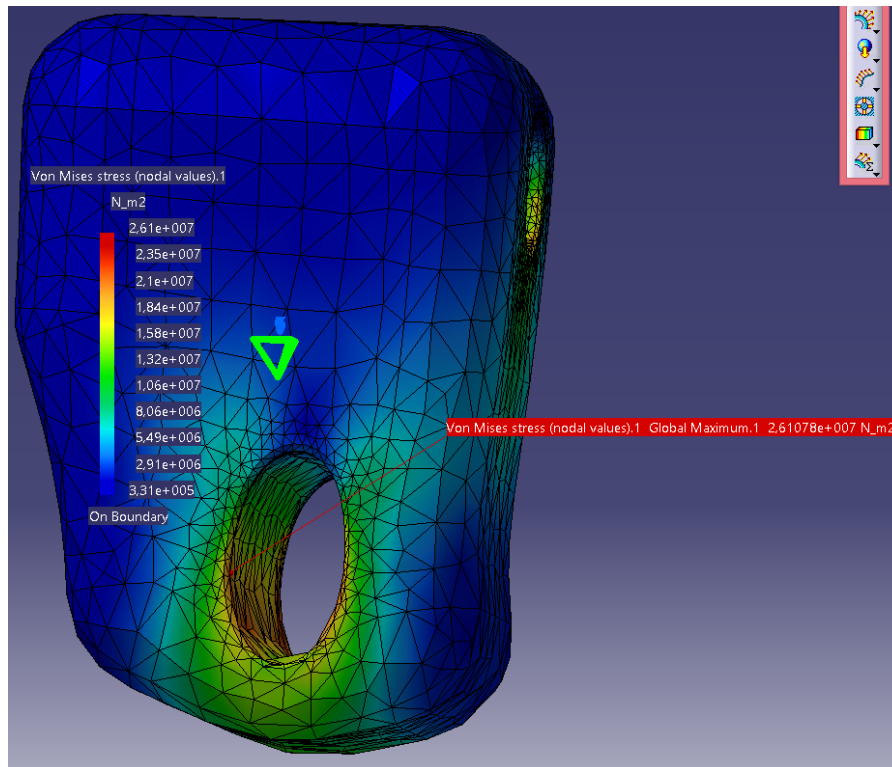 Von Mises stress (nodal values).1
N_m2
2,61e+007
2,35e+007
2,1e+007
1,84e+007
1,58e+007
1,32e+007
1,06e+007
8,06e+006
5,49e+006
2,91e+006
3,31e+005
On Boundary
Von Mises stress (nodal values).1 Global Maximum.1 2,61078e+007 N_m2